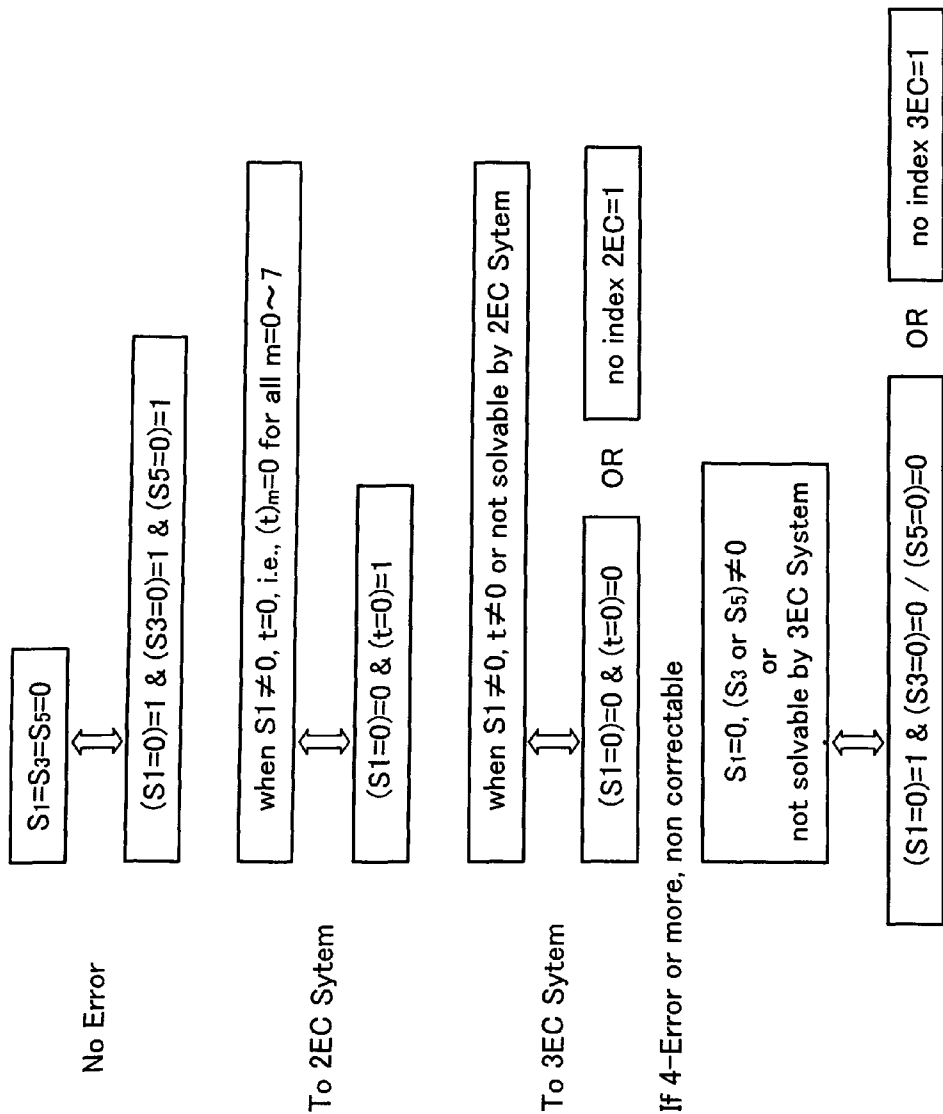 No Error
S1=S3=S5=0
(S1=0)=1 & (S3=0)=1 & (S5=0)=1
To 2EC Sytem
when S1≠0, t=0, i.e., (t)m=0 for all m=0～7
(S1=0)=0 & (t=0)=1
To 3EC Sytem
when S1≠0, t≠0 or not solvable by 2EC Sytem
(S1=0)=0 & (t=0)=0 OR no index 2EC=1
If 4-Error or more, non correctable
S1=0, (S3 or S5)≠0
or
not solvable by 3EC System
(S1=0)=1 & (S3=0)=0 / (S5=0)=0 OR no index 3EC=1